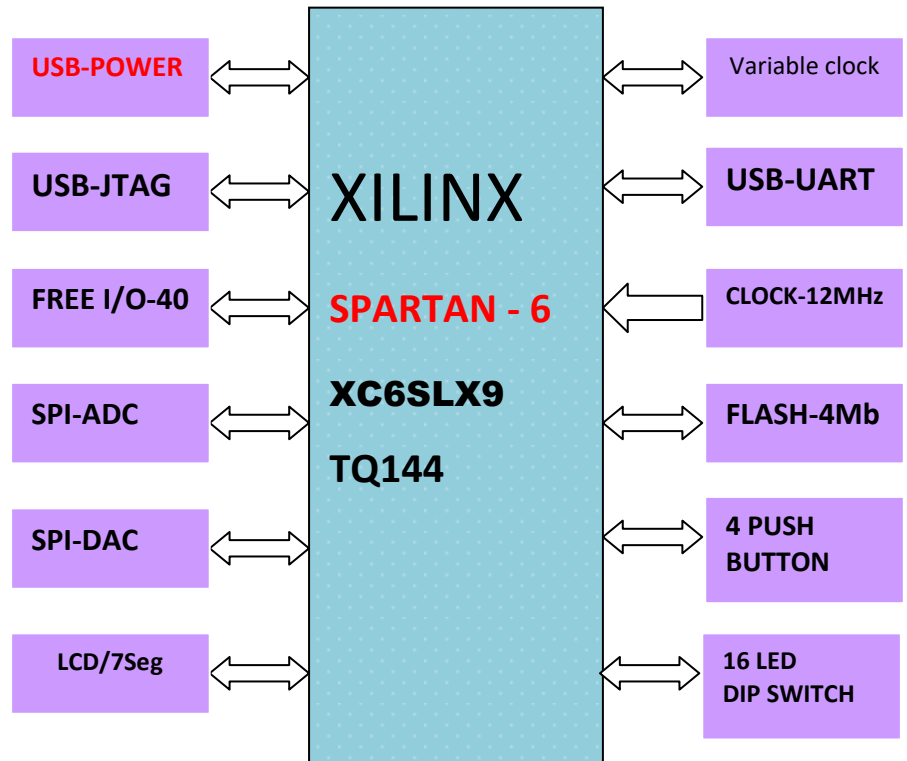 USB-POWER
USB-JTAG
FREE I/O-40
SPI-ADC
SPI-DAC
LCD/7Seg
XILINX
SPARTAN - 6
XC6SLX9
TQ144
Variable clock
USB-UART
CLOCK-12MHz
FLASH-4Mb
4 PUSH
BUTTON
16 LED
DIP SWITCH